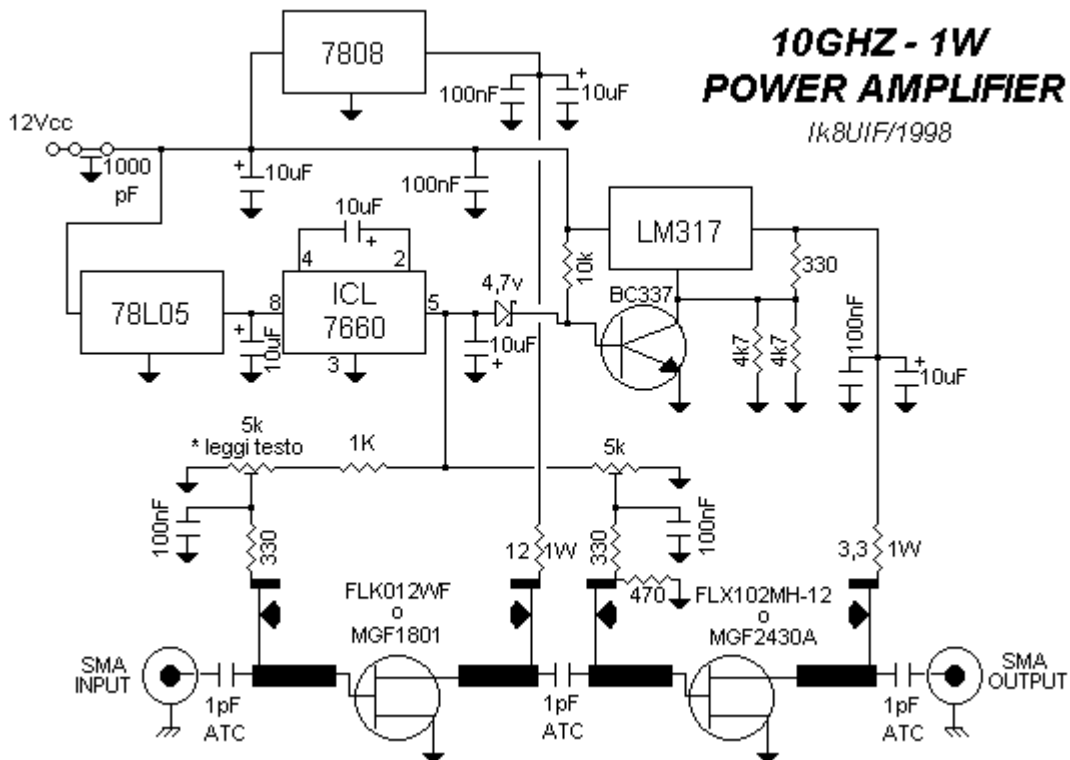 10GHZ - 1W
POWER AMPLIFIER
Ik8UIF/1998
7808
100nF
+
10uF
12Vcc
1000
pF
+
10uF
100nF
10uF
+
4
2
LM317
10k
330
78L05
8
ICL
7660
5
3
4,7v
BC337
+
10uF
10uF
+
4k7
4k7
100nF
+
10uF
5k
* leggi testo
1K
5k
100nF
330
12
1W
330
100nF
3,3
1W
470
FLK012WF
o
MGF1801
FLX102MH-12
o
MGF2430A
SMA
INPUT
1pF
ATC
1pF
ATC
1pF
ATC
SMA
OUTPUT